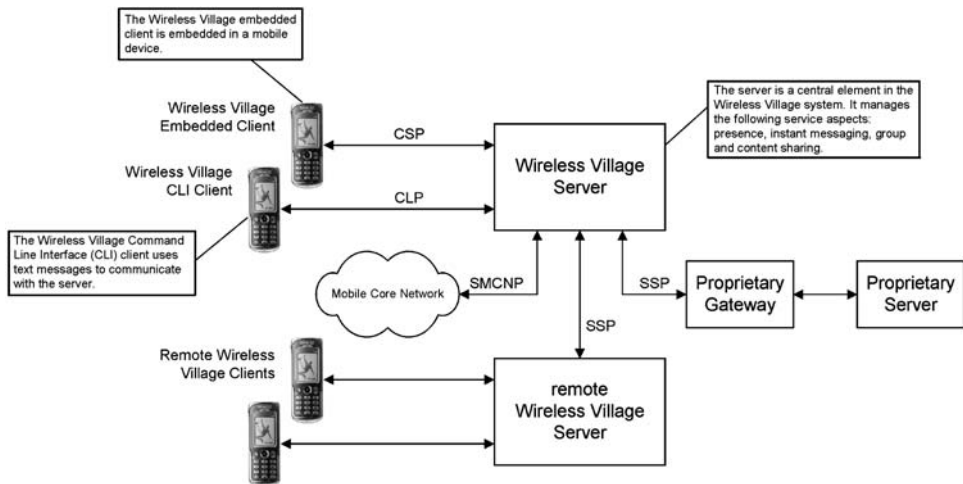 The Wireless Village embedded
client is embedded in a mobile
device.
Wireless Village
Embedded Client
CSP
Wireless Village
Server
The server is a central element in the
Wireless Village system. It manages
the following service aspects:
presence, instant messaging, group
and content sharing.
Wireless Village
CLI Client
CLP
The Wireless Village Command
Line Interface (CLI) client uses
text messages to communicate
with the server.
Mobile Core Network
SMCNP
SSP
SSP
Proprietary
Gateway
Proprietary
Server
Remote Wireless
Village Clients
remote
Wireless Village
Server